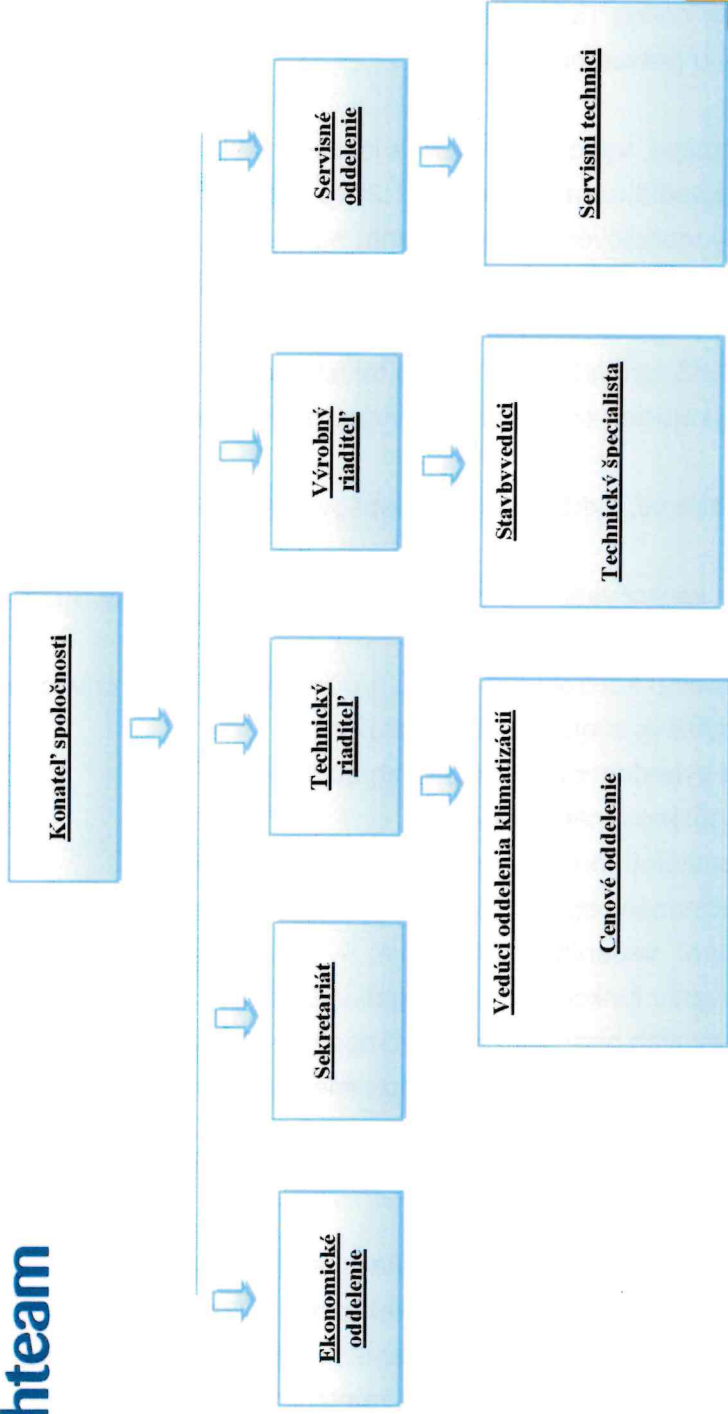 hteam
Konateľ spoločnosti
Ekonomické
oddelenie
Sekretariát
Technický
riaditeľ
Výrobný
riaditeľ
Servisné
oddelenie
Vedúci oddelenia klimatizácií
Cenové oddelenie
Stavbyvedúci
Technický špecialista
Servisní technici